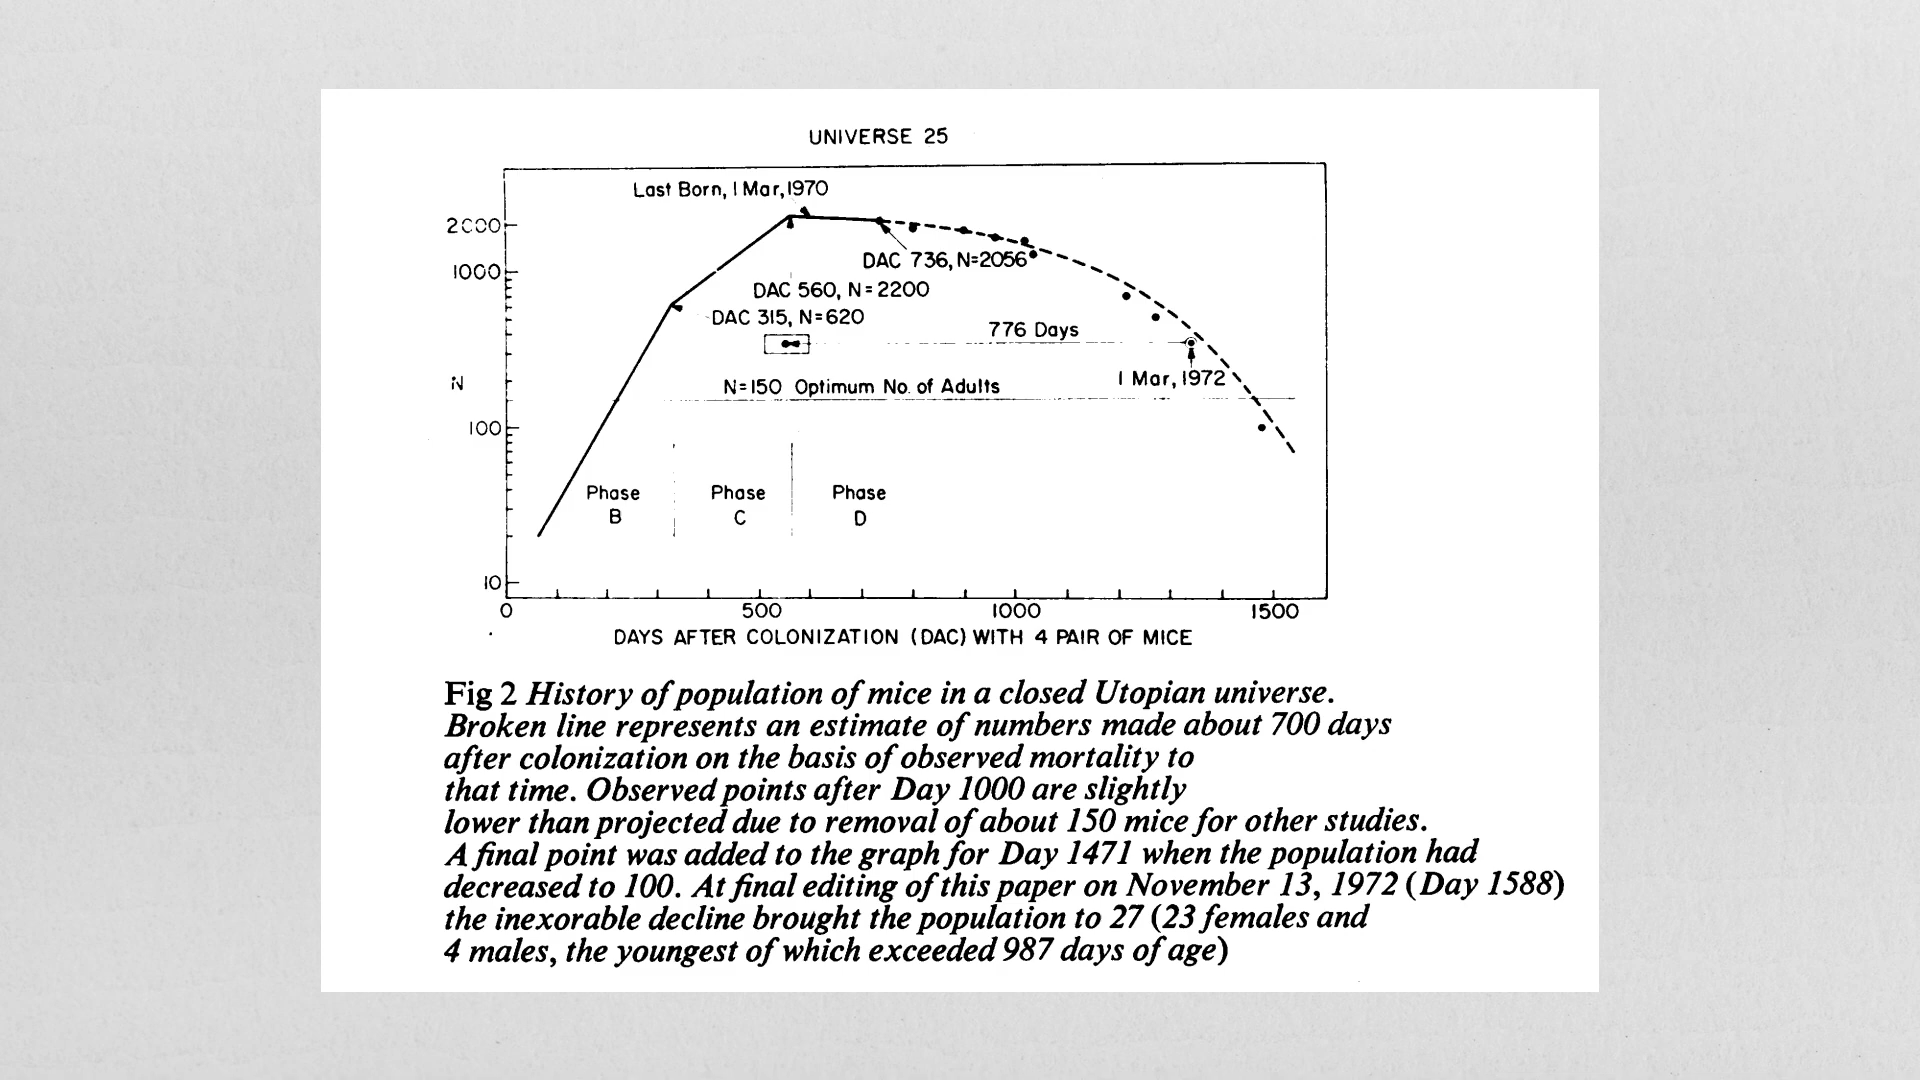 UNIVERSE 25
Last Born, 1 Mar, 1970
2000
DAC 736, N=2056
1000
DAC 560, N=2200
DAC 315, N=620
776 Days
N
1 Mar, 1972
N=150 Optimum No. of Adults
100
Phase B
Phase C
Phase D
10
0 500 1000 1500
DAYS AFTER COLONIZATION (DAC) WITH 4 PAIR OF MICE
Fig 2 History of population of mice in a closed Utopian universe.
Broken line represents an estimate of numbers made about 700 days
after colonization on the basis of observed mortality to
that time. Observed points after Day 1000 are slightly
lower than projected due to removal of about 150 mice for other studies.
A final point was added to the graph for Day 1471 when the population had
decreased to 100. At final editing of this paper on November 13, 1972 (Day 1588)
the inexorable decline brought the population to 27 (23 females and
4 males, the youngest of which exceeded 987 days of age)